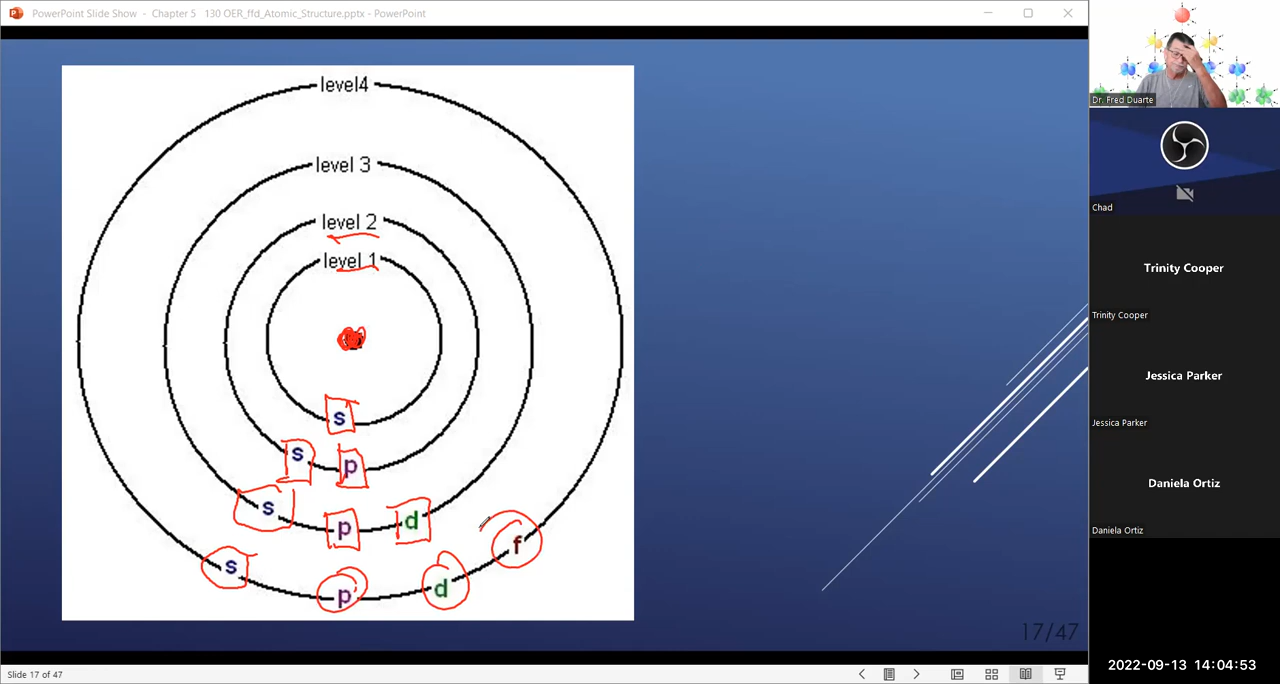 PowerPoint Slide Show - Chapter 5 130 OER_ffd_Atomic_Structure.pptx - PowerPoint
level4
level 3
level 2
level 1
s
s p
s p d
s p d f
17/47
Slide 17 of 47
Dr. Fred Duarte
Chad
Trinity Cooper
Trinity Cooper
Jessica Parker
Jessica Parker
Daniela Ortiz
Daniela Ortiz
2022-09-13 14:04:53